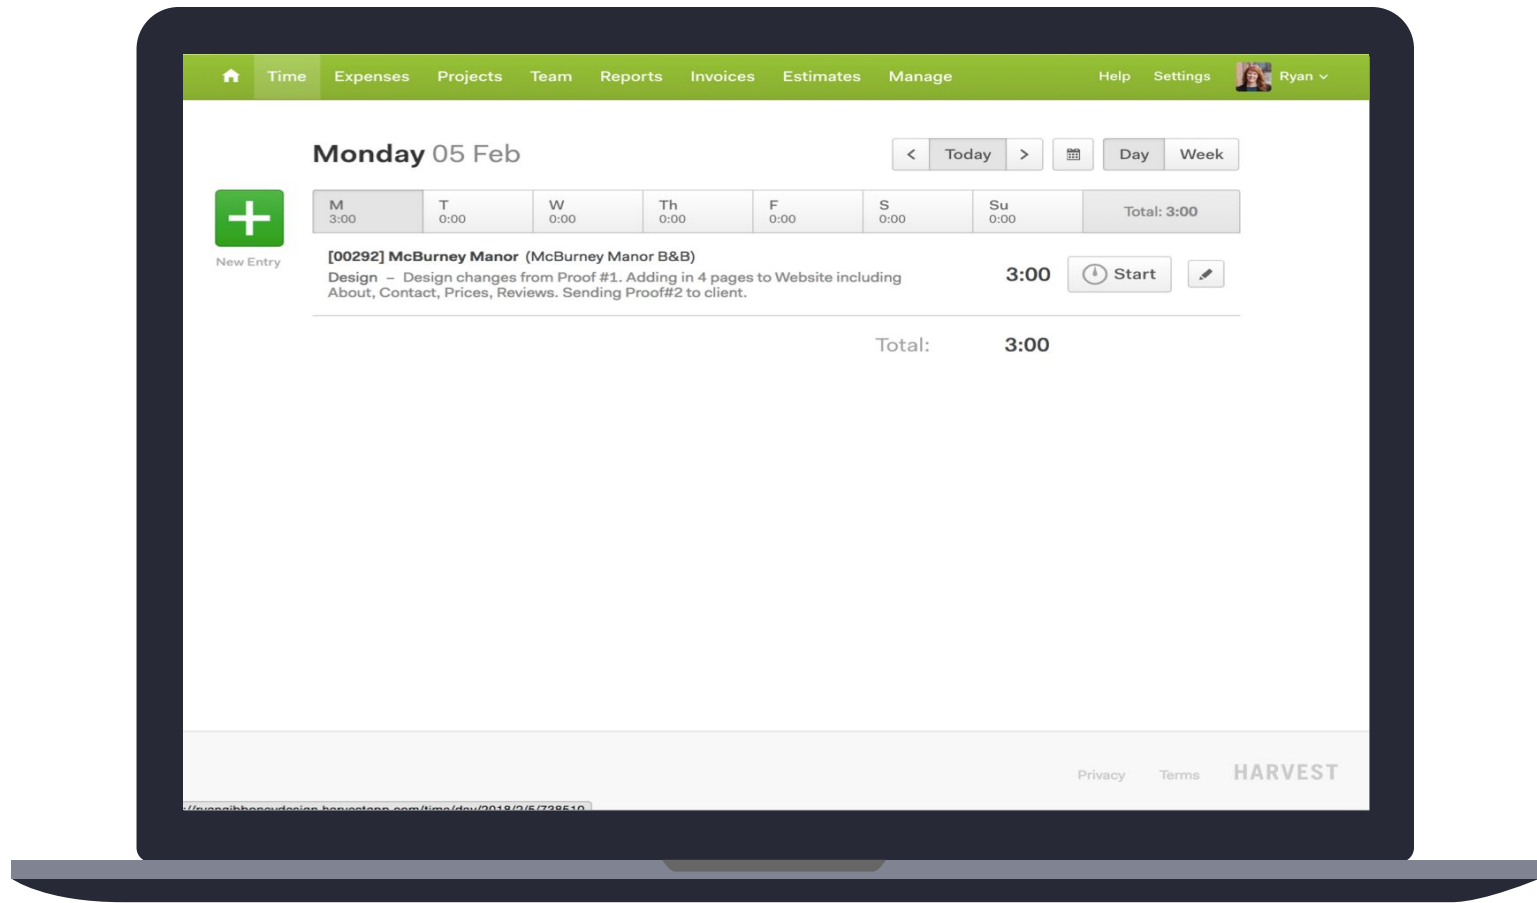 Time Expenses Projects Team Reports Invoices Estimates Manage Help Settings Ryan
Monday 05 Feb
< Today > Day Week
M T W Th F S Su
3:00 0:00 0:00 0:00 0:00 0:00 0:00
Total: 3:00
New Entry
[00292] McBurney Manor (McBurney Manor B&B)
Design – Design changes from Proof #1. Adding in 4 pages to Website including
About, Contact, Prices, Reviews. Sending Proof#2 to client.
3:00 Start
Total: 3:00
Privacy Terms HARVEST